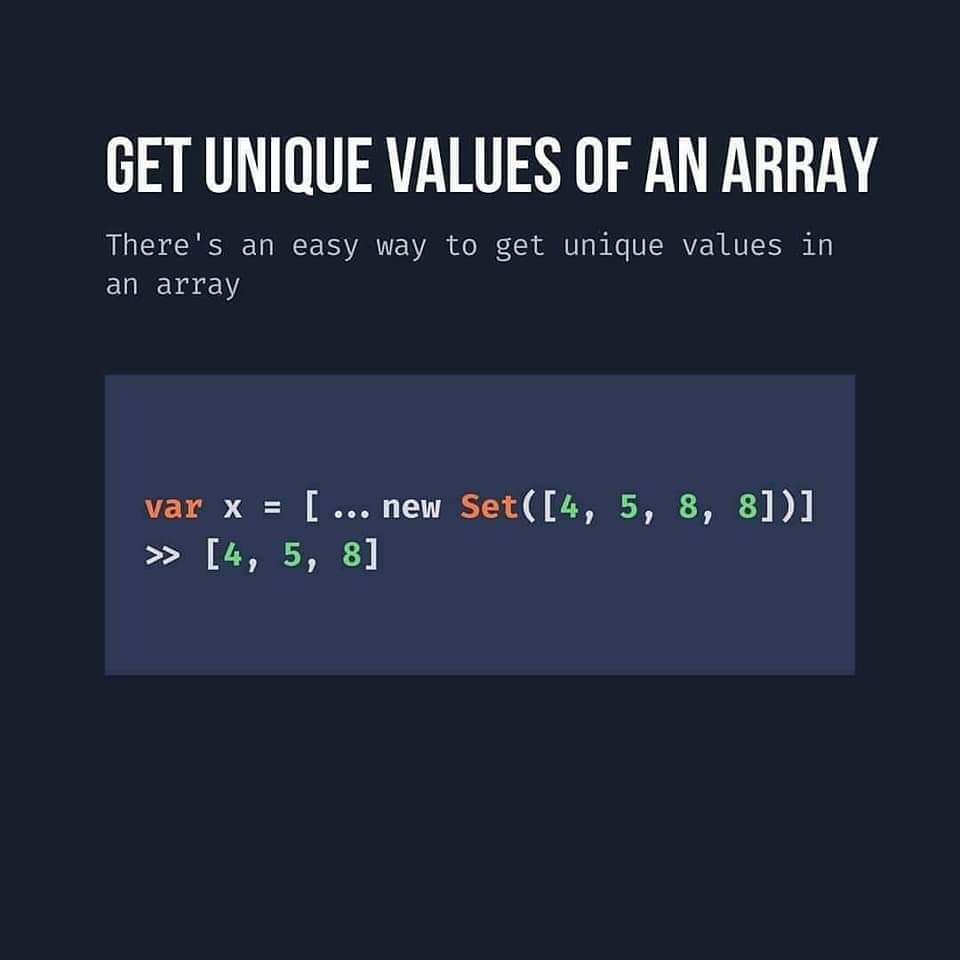 GET UNIQUE VALUES OF AN ARRAY
There's an easy way to get unique values in
an array
var x = [...new Set([4, 5, 8, 8])]
>> [4, 5, 8]